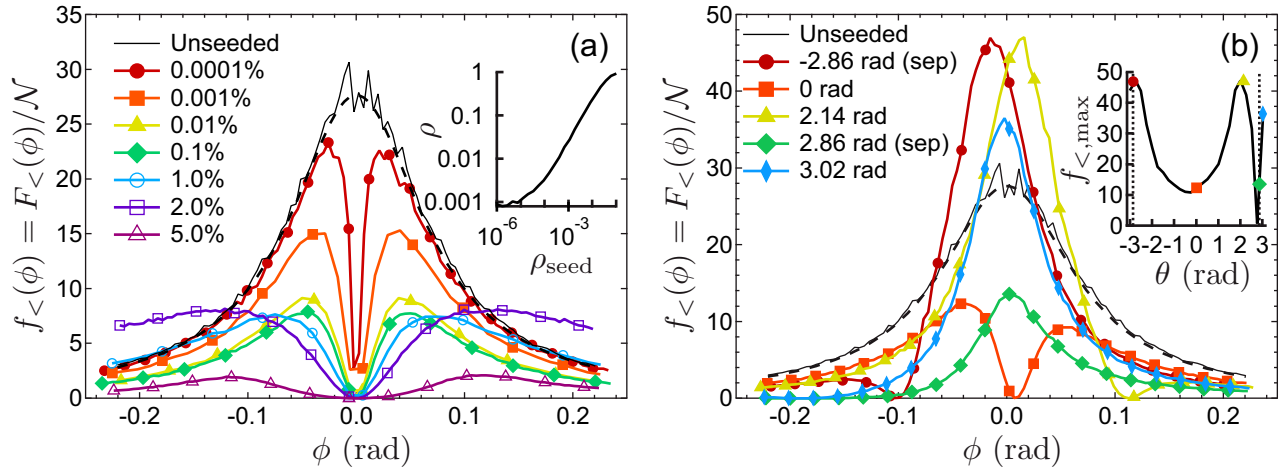 (a)
Unseeded
0.0001%
0.001%
0.01%
0.1%
1.0%
2.0%
5.0%
f<(ϕ) = F<(ϕ)/𝒩
35
30
25
20
15
10
5
0
-0.2 -0.1 0.0 0.1 0.2
ϕ (rad)
ρ
1
0.1
0.01
0.001
10^-6 10^-3
ρseed
(b)
Unseeded
-2.86 rad (sep)
0 rad
2.14 rad
2.86 rad (sep)
3.02 rad
f<(ϕ) = F<(ϕ)/𝒩
50
40
30
20
10
0
-0.2 -0.1 0.0 0.1 0.2
ϕ (rad)
f<,max
50
40
30
20
10
0
-3 -2 -1 0 1 2 3
θ (rad)